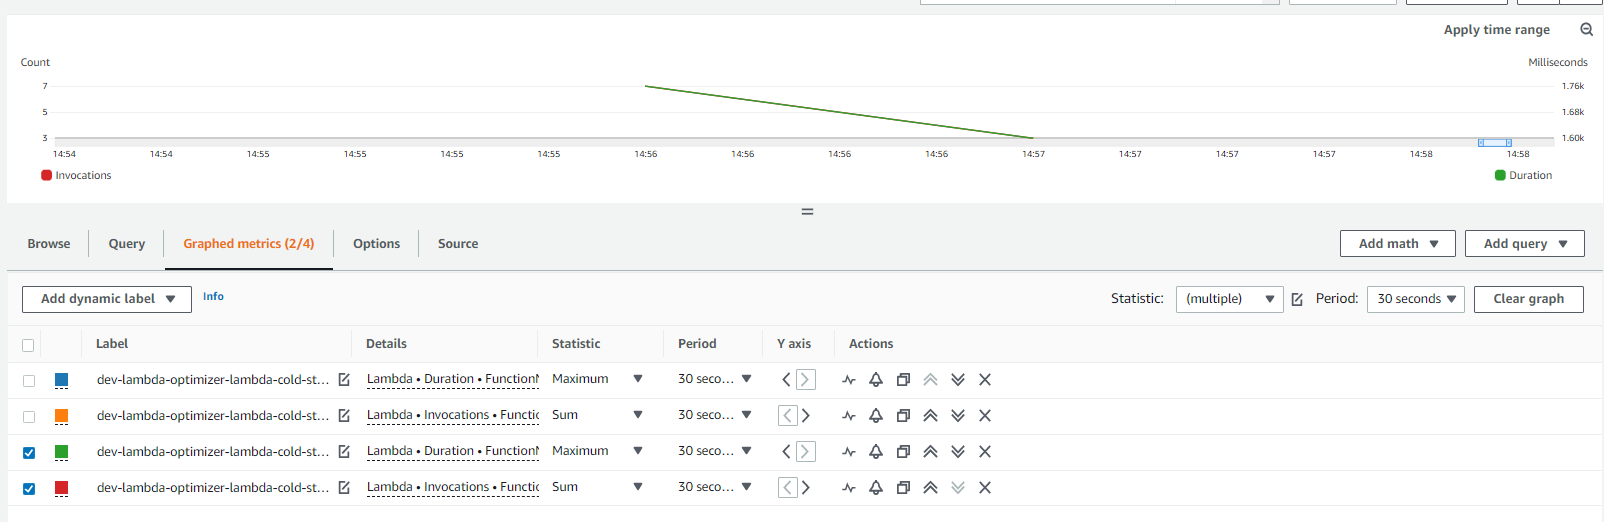 Apply time range
Count
Milliseconds
7
1.76k
5
1.68k
3
1.60k
14:54 14:54 14:55 14:55 14:55 14:55 14:56 14:56 14:56 14:56 14:57 14:57 14:57 14:57 14:58 14:58
Invocations
Duration
Browse Query Graphed metrics (2/4) Options Source Add math Add query
Add dynamic label Info Statistic: (multiple) Period: 30 seconds Clear graph
Label Details Statistic Period Y axis Actions
dev-lambda-optimizer-lambda-cold-st... Lambda • Duration • Function Maximum 30 seco...
dev-lambda-optimizer-lambda-cold-st... Lambda • Invocations • Functic Sum 30 seco...
dev-lambda-optimizer-lambda-cold-st... Lambda • Duration • Function Maximum 30 seco...
dev-lambda-optimizer-lambda-cold-st... Lambda • Invocations • Functic Sum 30 seco...